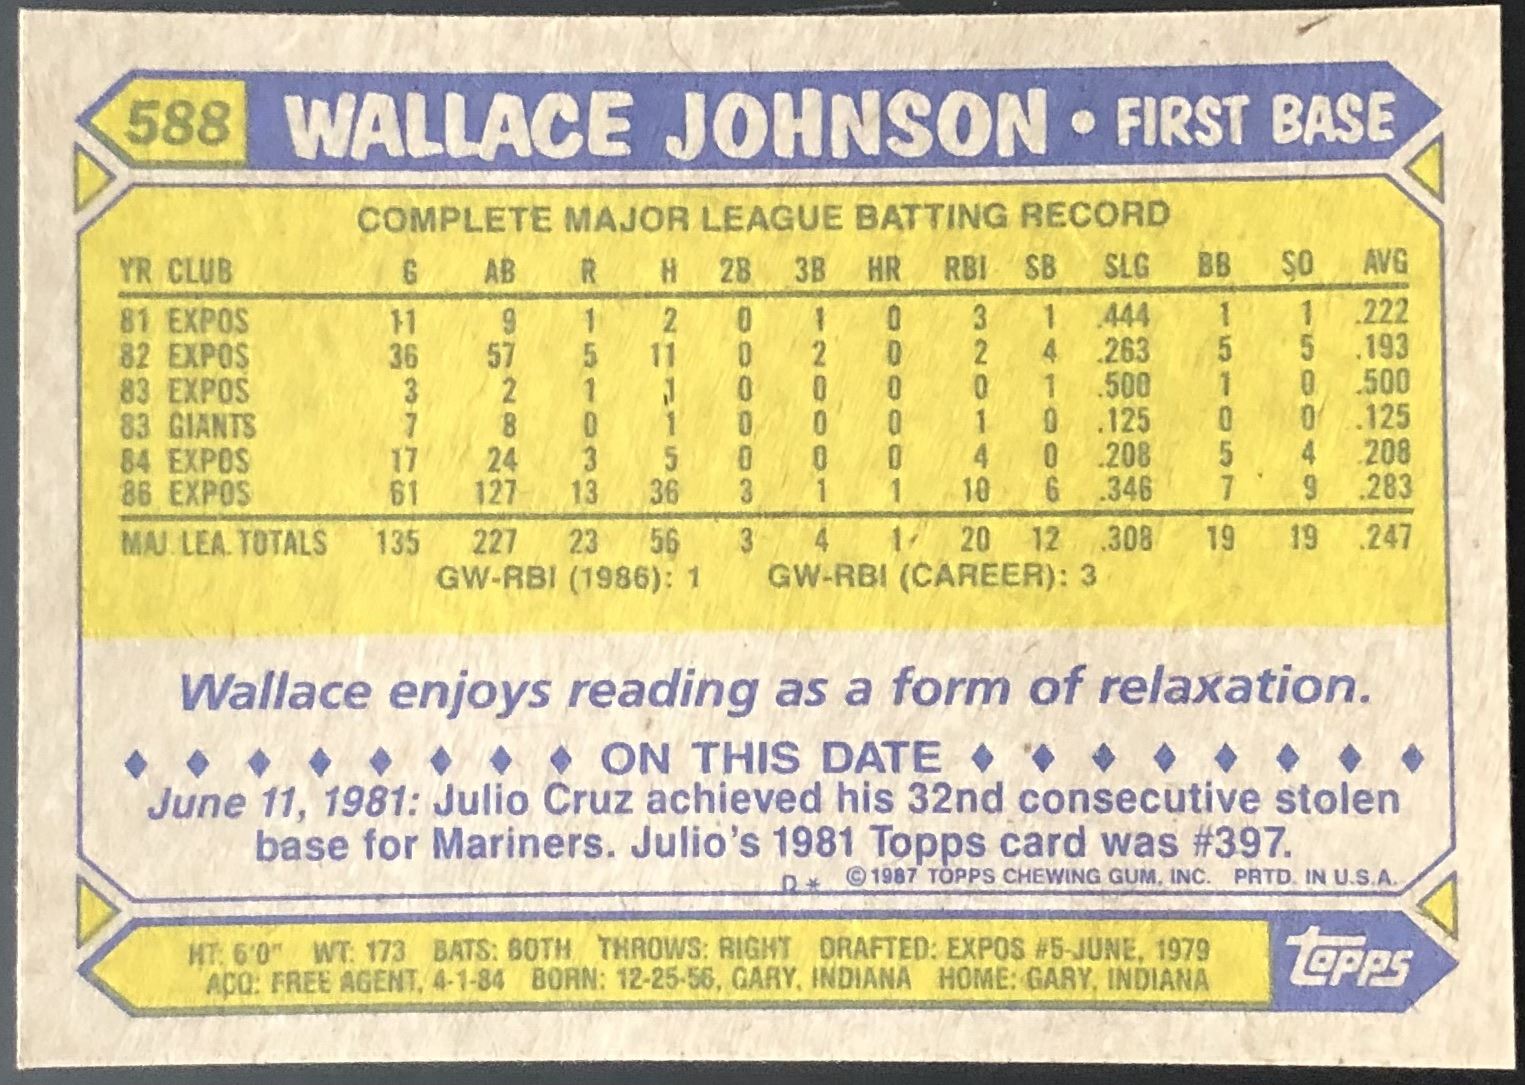 588 WALLACE JOHNSON • FIRST BASE
COMPLETE MAJOR LEAGUE BATTING RECORD
YR CLUB G AB R H 2B 3B HR RBI SB SLG BB SO AVG
81 EXPOS 11 9 1 2 0 1 0 3 1 .444 1 1 .222
82 EXPOS 36 57 5 11 0 2 0 2 4 .263 5 5 .193
83 EXPOS 3 2 1 1 0 0 0 0 1 .500 1 0 .500
83 GIANTS 7 8 0 1 0 0 0 1 0 .125 0 0 .125
84 EXPOS 17 24 3 5 0 0 0 4 0 .208 5 4 .208
86 EXPOS 61 127 13 36 3 1 1 10 6 .346 7 9 .283
MAJ. LEA. TOTALS 135 227 23 56 3 4 1 20 12 .308 19 19 .247
GW-RBI (1986): 1 GW-RBI (CAREER): 3
Wallace enjoys reading as a form of relaxation.
♦ ♦ ♦ ♦ ♦ ♦ ♦ ♦ ON THIS DATE ♦ ♦ ♦ ♦ ♦ ♦ ♦ ♦
June 11, 1981: Julio Cruz achieved his 32nd consecutive stolen
base for Mariners. Julio's 1981 Topps card was #397.
D* © 1987 TOPPS CHEWING GUM, INC. PRTD. IN U.S.A.
HT: 6'0" WT: 173 BATS: BOTH THROWS: RIGHT DRAFTED: EXPOS #5-JUNE, 1979
ACQ: FREE AGENT, 4-1-84 BORN: 12-25-56, GARY, INDIANA HOME: GARY, INDIANA
topps